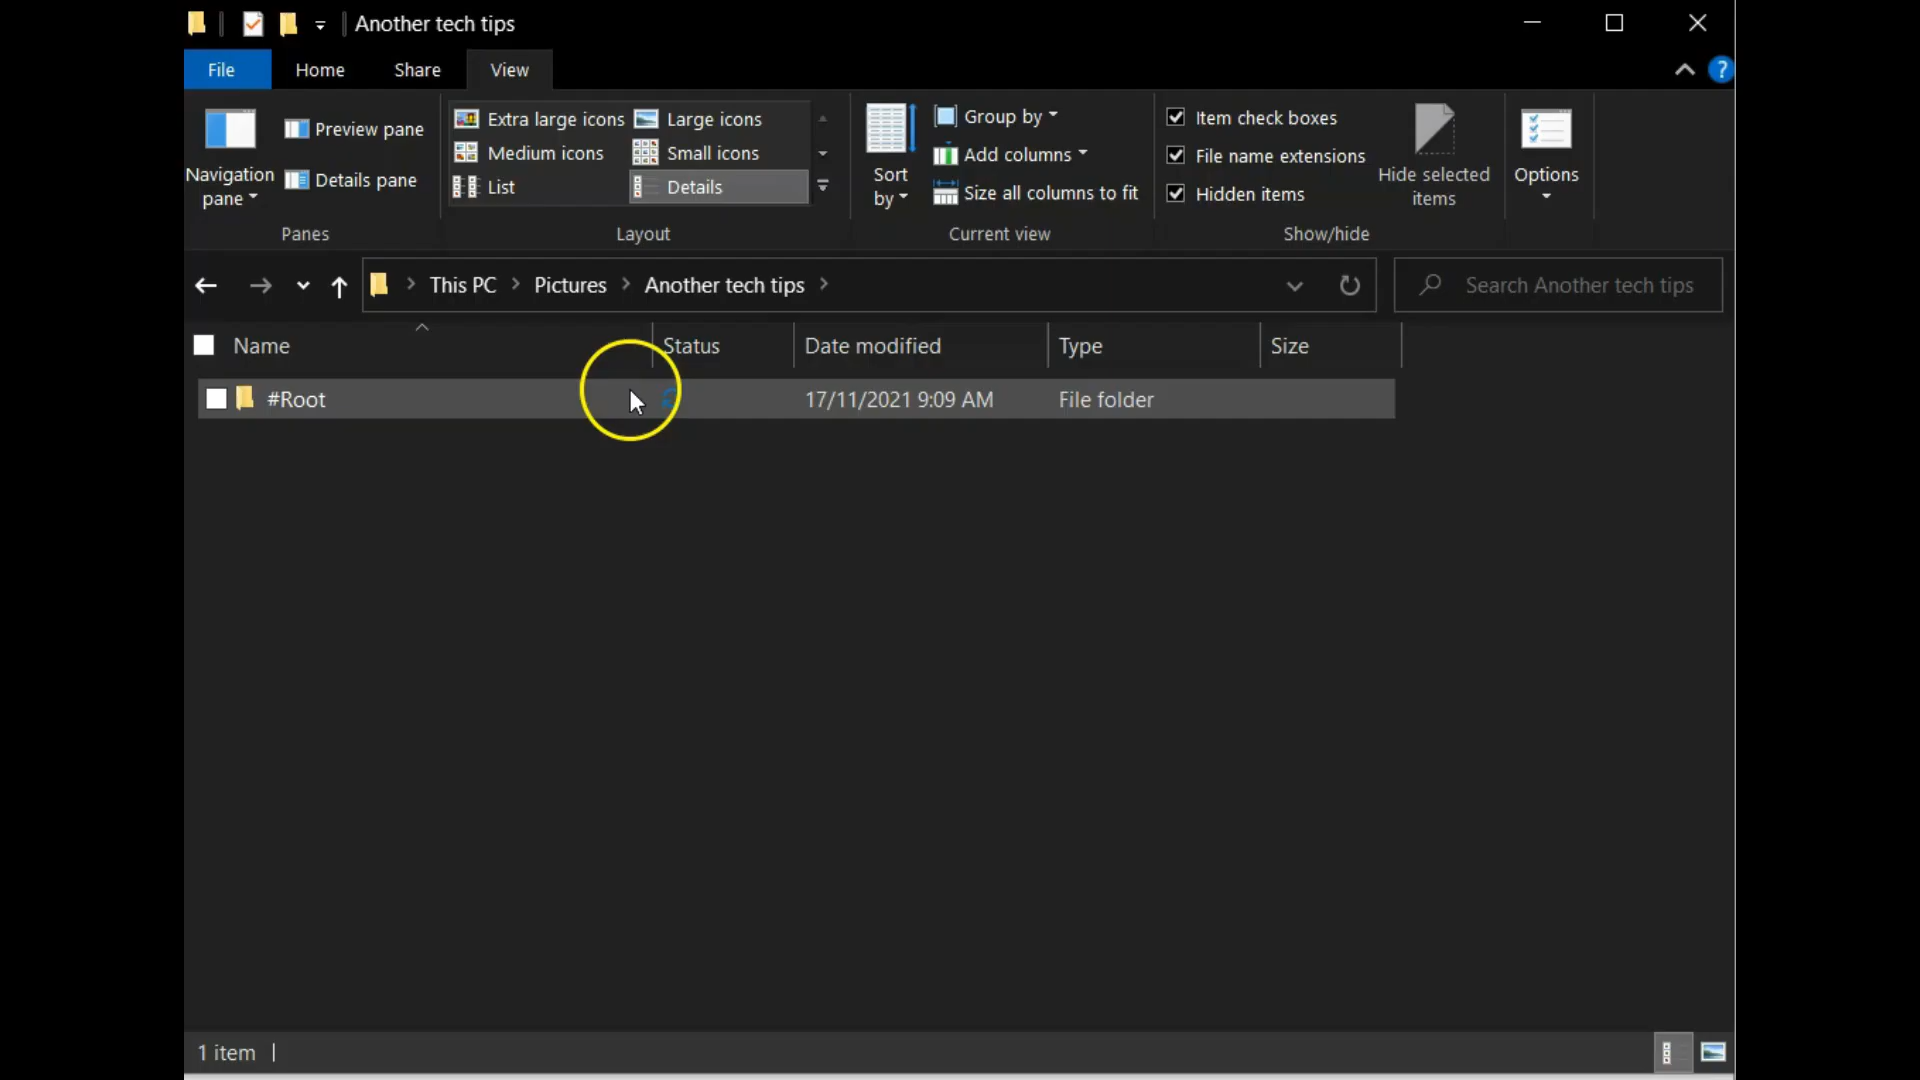 Another tech tips
File Home Share View ?
Navigation pane
Preview pane
Details pane
Panes
Extra large icons Large icons
Medium icons Small icons
List Details
Layout
Sort by
Group by
Add columns
Size all columns to fit
Current view
Item check boxes
File name extensions
Hidden items
Hide selected items
Show/hide
Options
This PC Pictures Another tech tips
Search Another tech tips
Name Status Date modified Type Size
#Root 17/11/2021 9:09 AM File folder
1 item